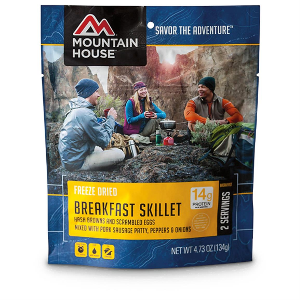 MOUNTAIN
HOUSE
SAVOR THE ADVENTURE™
FREEZE DRIED
BREAKFAST SKILLET
HASH BROWNS AND SCRAMBLED EGGS
MIXED WITH PORK SAUSAGE PATTY, PEPPERS & ONIONS
14g
PROTEIN
2 SERVINGS
NET WT 4.73 OZ (134g)